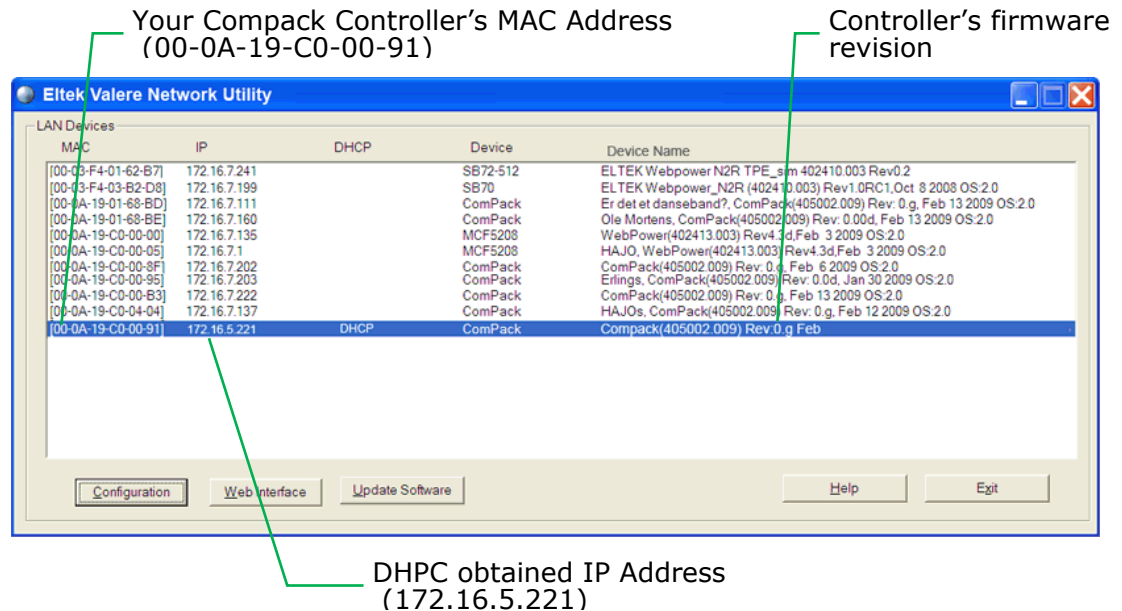 Your Compack Controller's MAC Address
(00-0A-19-C0-00-91)
Controller's firmware
revision
Eltek Valere Network Utility
LAN Devices
MAC IP DHCP Device Device Name
[00-03-F4-01-62-B7] 172.16.7.241 SB72-512 ELTEK Webpower N2R TPE_sm 402410.003 Rev0.2
[00-03-F4-03-B2-D8] 172.16.7.199 SB70 ELTEK Webpower_N2R (402410.003) Rev1.0RC1,Oct 8 2008 OS:2.0
[00-0A-19-01-68-BD] 172.16.7.111 ComPack Er det et danseband?, ComPack(405002.009) Rev: 0.g, Feb 13 2009 OS:2.0
[00-0A-19-01-68-BE] 172.16.7.160 ComPack Ole Mortens, ComPack(405002.009) Rev: 0.00d, Feb 13 2009 OS:2.0
[00-0A-19-C0-00-00] 172.16.7.135 MCF5208 WebPower(402413.003) Rev4.3d,Feb 3 2009 OS:2.0
[00-0A-19-C0-00-05] 172.16.7.1 MCF5208 HAJO, WebPower(402413.003) Rev4.3d,Feb 3 2009 OS:2.0
[00-0A-19-C0-00-8F] 172.16.7.202 ComPack ComPack(405002.009) Rev: 0.g, Feb 6 2009 OS:2.0
[00-0A-19-C0-00-95] 172.16.7.203 ComPack Erlings, ComPack(405002.009) Rev: 0.0d, Jan 30 2009 OS:2.0
[00-0A-19-C0-00-B3] 172.16.7.222 ComPack ComPack(405002.009) Rev: 0.g, Feb 13 2009 OS:2.0
[00-0A-19-C0-04-04] 172.16.7.137 ComPack HAJOs, ComPack(405002.009) Rev: 0.g, Feb 12 2009 OS:2.0
[00-0A-19-C0-00-91] 172.16.5.221 DHCP ComPack Compack(405002.009) Rev:0.g Feb
Configuration Web Interface Update Software Help Exit
DHPC obtained IP Address
(172.16.5.221)